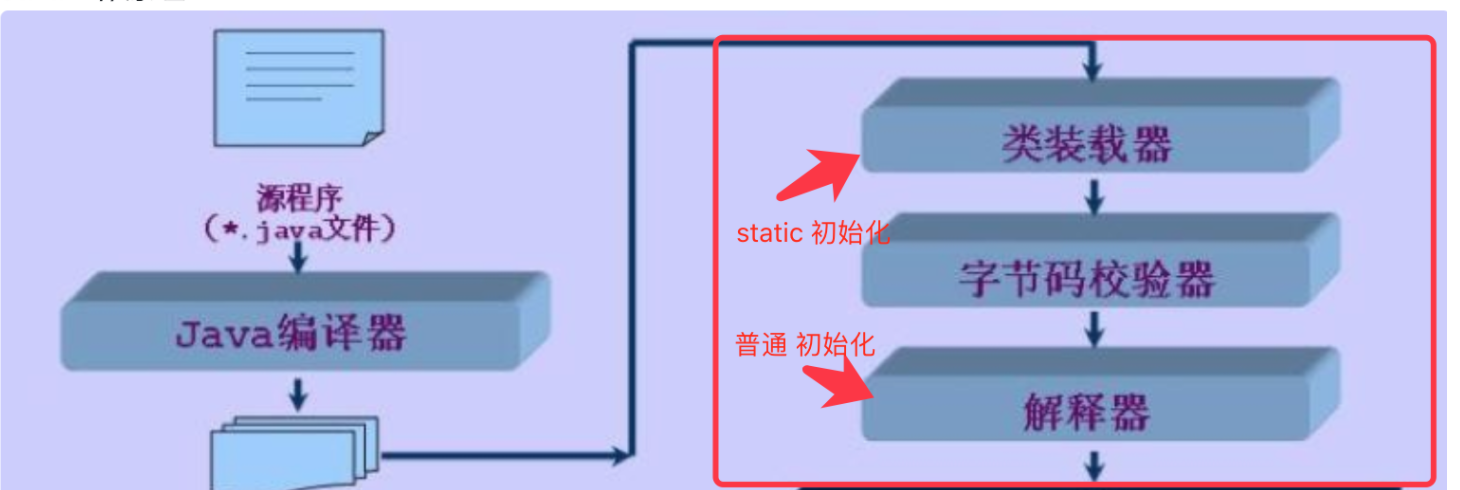 源程序
(*.java文件)
Java编译器
类装载器
static 初始化
字节码校验器
普通 初始化
解释器